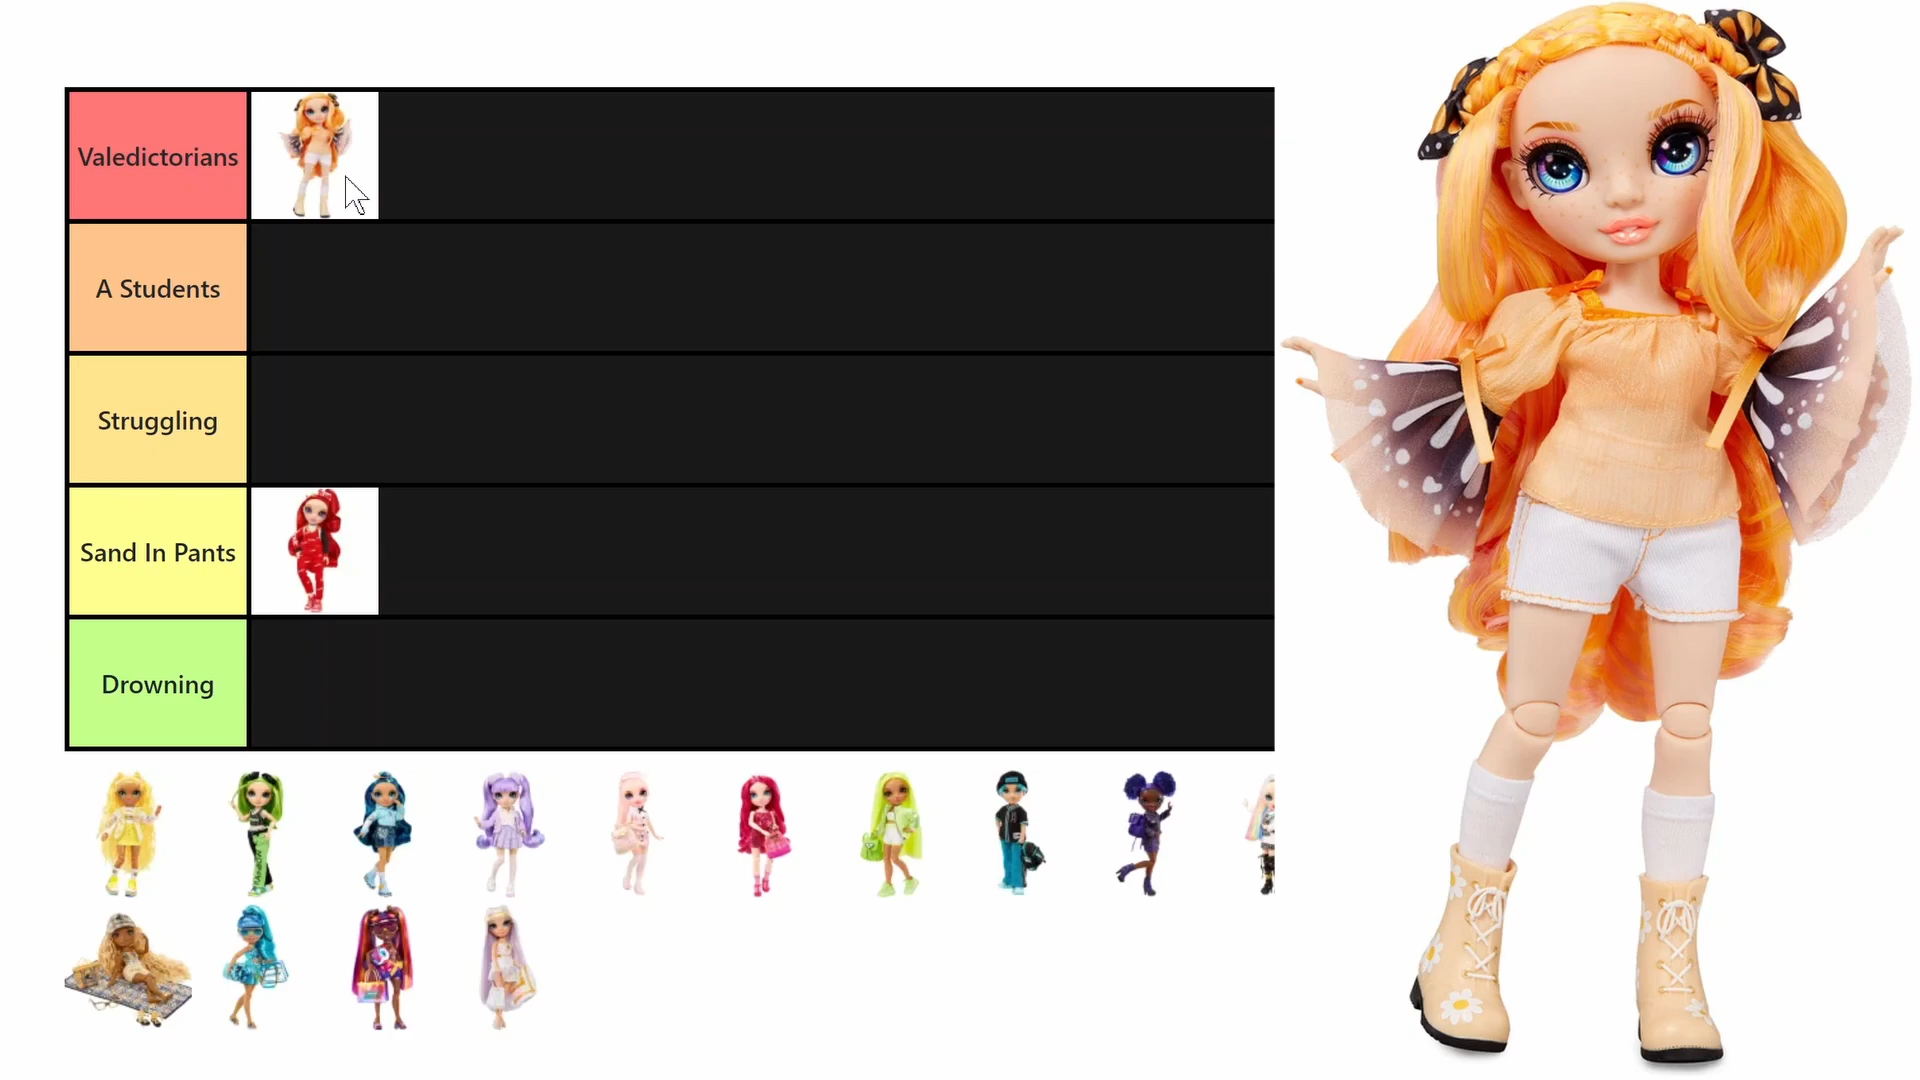 Valedictorians
A Students
Struggling
Sand In Pants
Drowning